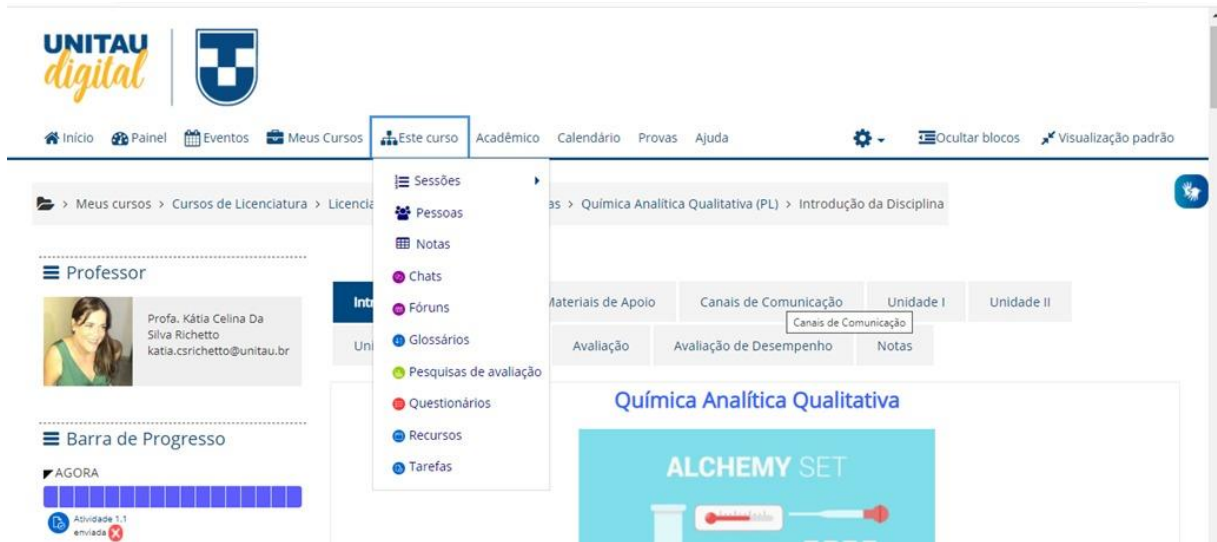 UNITAU
digital
Início Painel Eventos Meus Cursos Este curso Acadêmico Calendário Provas Ajuda Ocultar blocos Visualização padrão
Sessões
Pessoas
Notas
Chats
Fóruns
Glossários
Pesquisas de avaliação
Questionários
Recursos
Tarefas
> Meus cursos > Cursos de Licenciatura > Licencia as > Química Analítica Qualitativa (PL) > Introdução da Disciplina
Professor
Profa. Kátia Celina Da
Silva Richetto
katia.csrichetto@unitau.br
Barra de Progresso
AGORA
Atividade 1.1
enviada
Intr Materiais de Apoio Canais de Comunicação Unidade I Unidade II
Canais de Comunicação
Uni Avaliação Avaliação de Desempenho Notas
Química Analítica Qualitativa
ALCHEMY SET